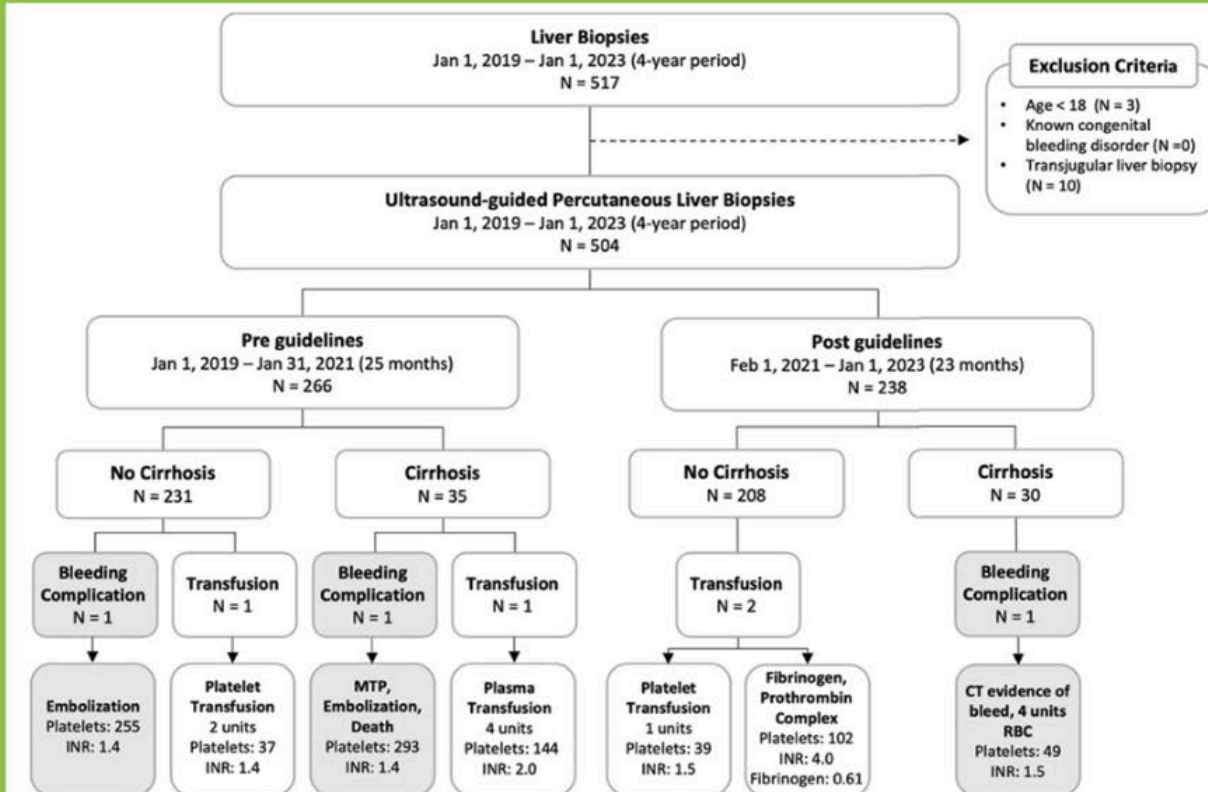 Liver Biopsies
Jan 1, 2019 – Jan 1, 2023 (4-year period)
N = 517
Exclusion Criteria
• Age < 18 (N = 3)
• Known congenital
bleeding disorder (N =0)
• Transjugular liver biopsy
(N = 10)
Ultrasound-guided Percutaneous Liver Biopsies
Jan 1, 2019 – Jan 1, 2023 (4-year period)
N = 504
Pre guidelines
Jan 1, 2019 – Jan 31, 2021 (25 months)
N = 266
Post guidelines
Feb 1, 2021 – Jan 1, 2023 (23 months)
N = 238
No Cirrhosis
N = 231
Cirrhosis
N = 35
No Cirrhosis
N = 208
Cirrhosis
N = 30
Bleeding
Complication
N = 1
Transfusion
N = 1
Bleeding
Complication
N = 1
Transfusion
N = 1
Transfusion
N = 2
Bleeding
Complication
N = 1
Embolization
Platelets: 255
INR: 1.4
Platelet
Transfusion
2 units
Platelets: 37
INR: 1.4
MTP,
Embolization,
Death
Platelets: 293
INR: 1.4
Plasma
Transfusion
4 units
Platelets: 144
INR: 2.0
Platelet
Transfusion
1 units
Platelets: 39
INR: 1.5
Fibrinogen,
Prothrombin
Complex
Platelets: 102
INR: 4.0
Fibrinogen: 0.61
CT evidence of
bleed, 4 units
RBC
Platelets: 49
INR: 1.5